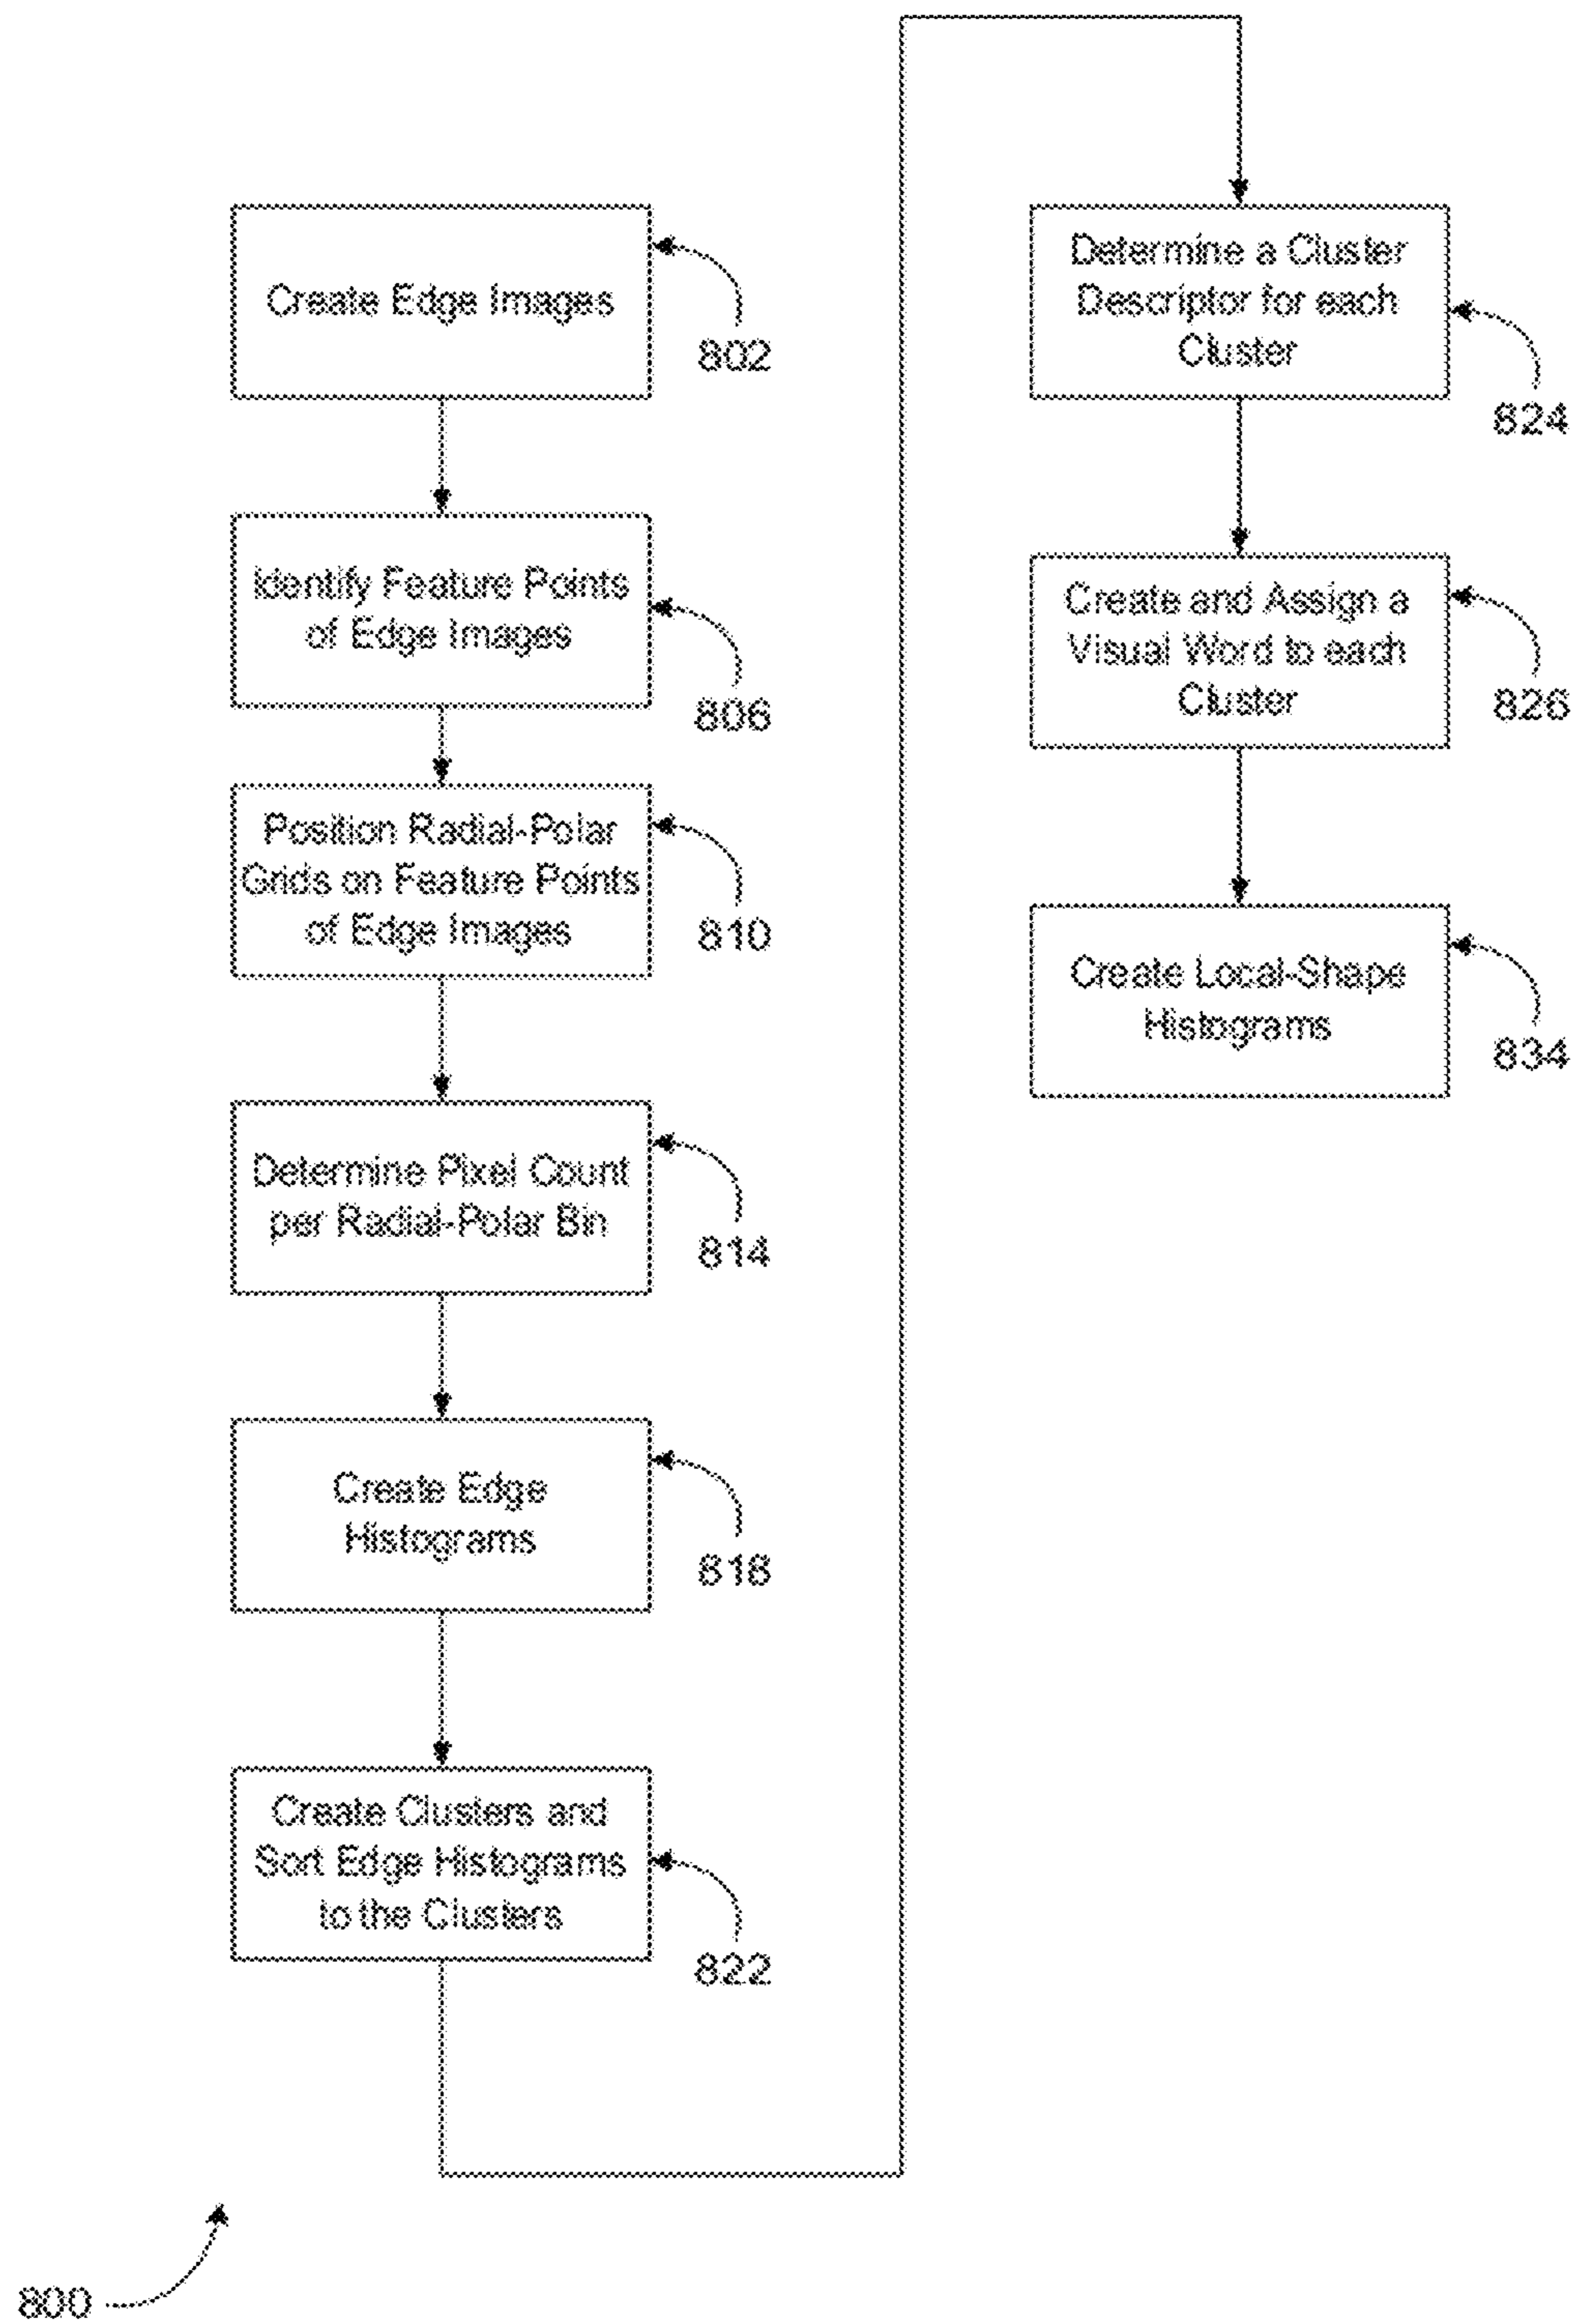 Create Edge Images
802
Identify Feature Points
of Edge Images
806
Position Radial-Polar
Grids on Feature Points
of Edge Images
810
Determine Pixel Count
per Radial-Polar Bin
814
Create Edge
Histograms
818
Create Clusters and
Sort Edge Histograms
to the Clusters
822
Determine a Cluster
Descriptor for each
Cluster
824
Create and Assign a
Visual Word to each
Cluster
826
Create Local-Shape
Histograms
834
800